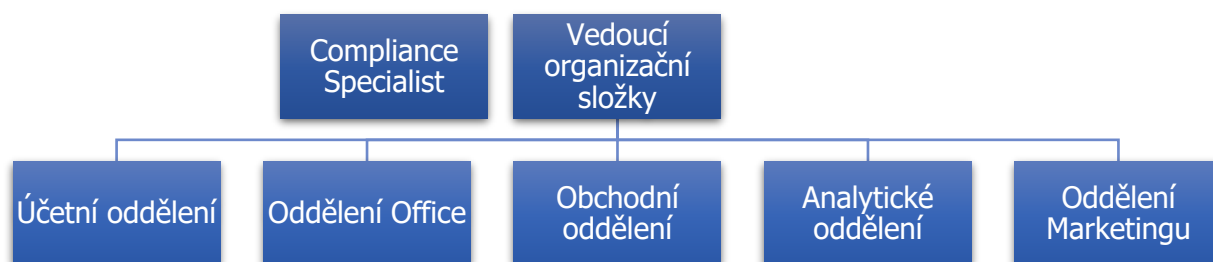 Compliance
Specialist
Vedoucí
organizační
složky
Účetní oddělení
Oddělení Office
Obchodní
oddělení
Analytické
oddělení
Oddělení
Marketingu